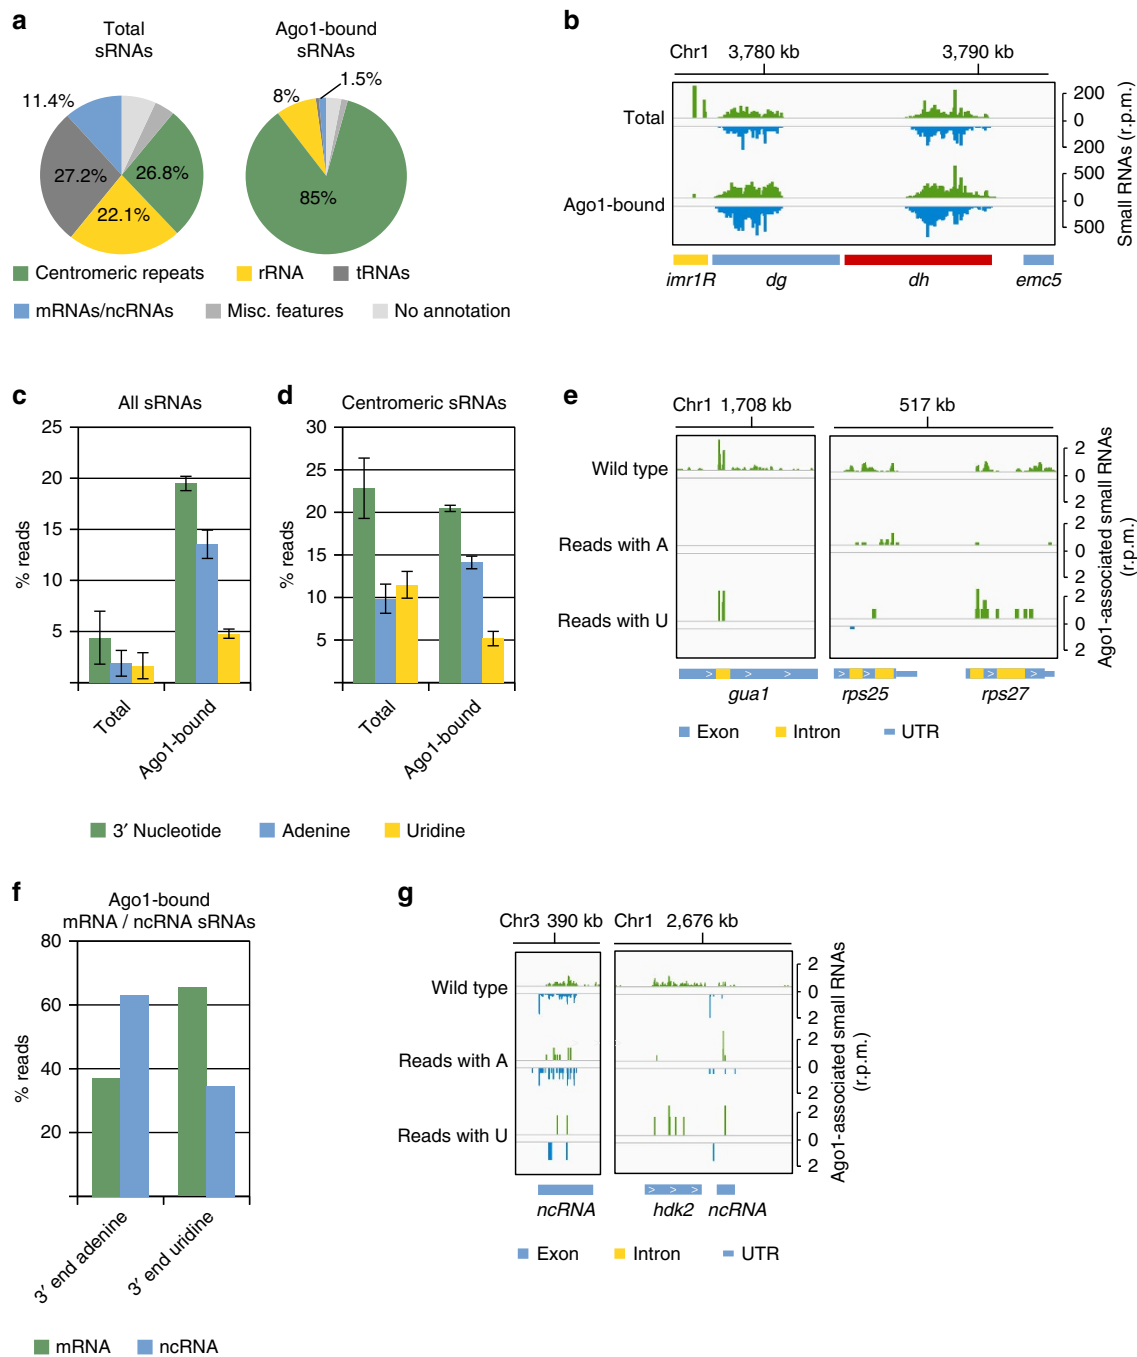 a
Total
sRNAs
Ago1-bound
sRNAs
11.4%
27.2%
26.8%
22.1%
8%
1.5%
85%
Centromeric repeats
rRNA
tRNAs
mRNAs/ncRNAs
Misc. features
No annotation
b
Chr1 3,780 kb 3,790 kb
Total
Ago1-bound
200
0
200
500
0
500
Small RNAs (r.p.m.)
imr1R dg dh emc5
c
All sRNAs
% reads
25
20
15
10
5
Total
Ago1-bound
d
Centromeric sRNAs
% reads
30
25
20
15
10
5
Total
Ago1-bound
3′ Nucleotide
Adenine
Uridine
e
Chr1 1,708 kb
517 kb
Wild type
Reads with A
Reads with U
2
0
2
2
0
2
2
0
2
Ago1-associated small RNAs
(r.p.m.)
> > >
> >
> >
gua1
rps25
rps27
Exon
Intron
UTR
f
Ago1-bound
mRNA / ncRNA sRNAs
% reads
80
60
40
20
3′ end adenine
3′ end uridine
mRNA
ncRNA
g
Chr3 390 kb
Chr1 2,676 kb
Wild type
Reads with A
Reads with U
2
0
2
2
0
2
2
0
2
Ago1-associated small RNAs
(r.p.m.)
> > >
ncRNA
hdk2
ncRNA
Exon
Intron
UTR